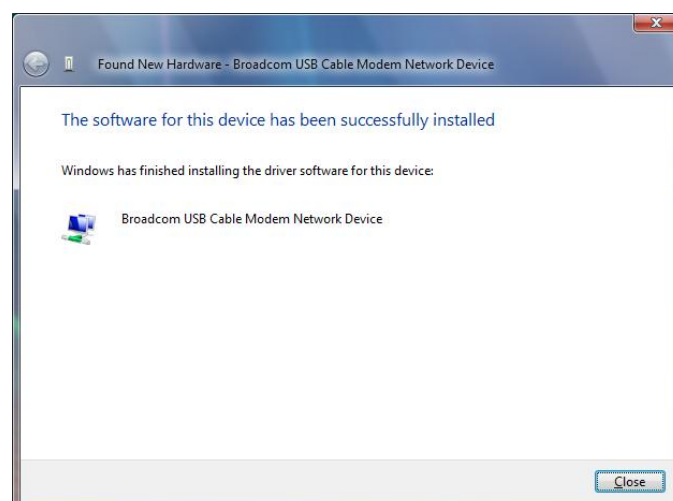 Found New Hardware - Broadcom USB Cable Modem Network Device
The software for this device has been successfully installed
Windows has finished installing the driver software for this device:
Broadcom USB Cable Modem Network Device
Close